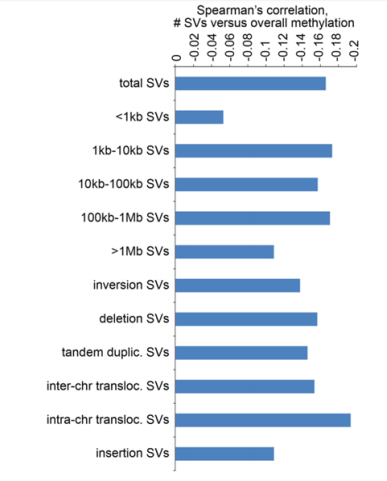 Spearman's correlation,
# SVs versus overall methylation
0 -0.02 -0.04 -0.06 -0.08 -0.1 -0.12 -0.14 -0.16 -0.18 -0.2
total SVs
<1kb SVs
1kb-10kb SVs
10kb-100kb SVs
100kb-1Mb SVs
>1Mb SVs
inversion SVs
deletion SVs
tandem duplic. SVs
inter-chr transloc. SVs
intra-chr transloc. SVs
insertion SVs